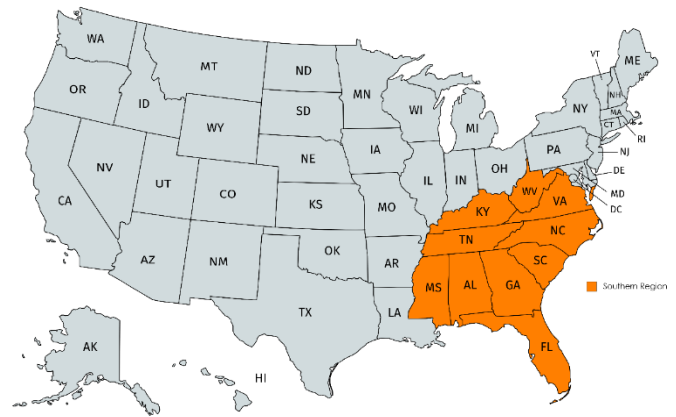 WA
MT
ND
MN
OR
ID
SD
WY
WI
MI
VT
ME
NH
NY
MA
CT
RI
NV
NE
IA
PA
NJ
CA
UT
CO
IL
IN
OH
DE
MD
DC
KS
MO
WV
VA
KY
AZ
NM
OK
AR
TN
NC
SC
TX
LA
MS
AL
GA
Southern Region
FL
AK
HI